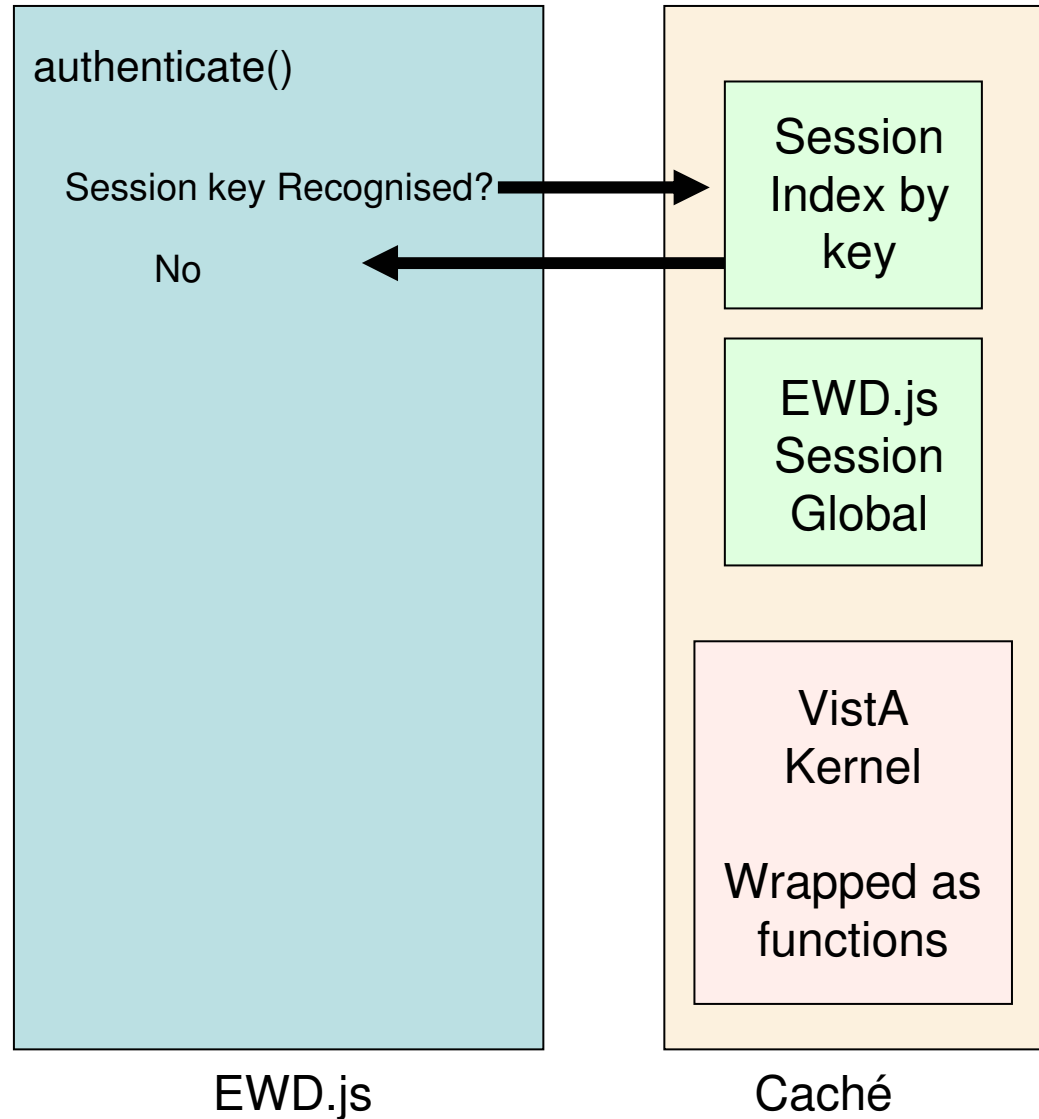 authenticate()
Session key Recognised?
No
Session
Index by
key
EWD.js
Session
Global
VistA
Kernel
Wrapped as
functions
EWD.js
Caché